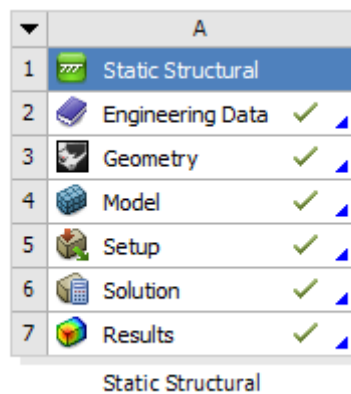 A
1 Static Structural
2 Engineering Data
3 Geometry
4 Model
5 Setup
6 Solution
7 Results
Static Structural